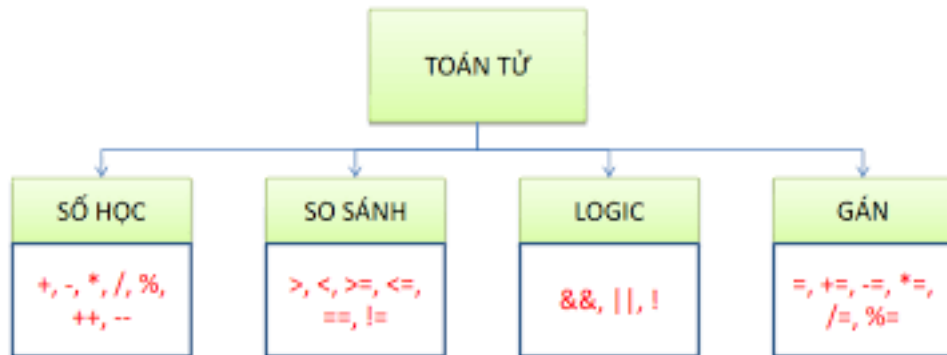 TOÁN TỬ
SỐ HỌC
SO SÁNH
LOGIC
GÁN
+, -, *, /, %,
++, --
>, <, >=, <=,
==, !=
&&, ||, !
=, +=, -=, *=,
/=, %=